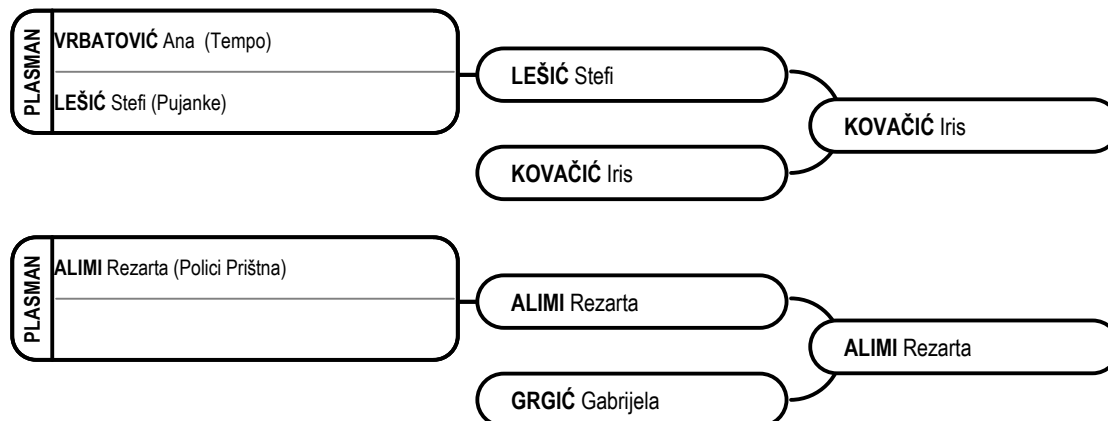 PLASMAN
VRBATOVIĆ Ana (Tempo)
LEŠIĆ Stefi (Pujanke)
LEŠIĆ Stefi
KOVAČIĆ Iris
KOVAČIĆ Iris
PLASMAN
ALIMI Rezarta (Polici Prištna)
ALIMI Rezarta
GRGIĆ Gabrijela
ALIMI Rezarta